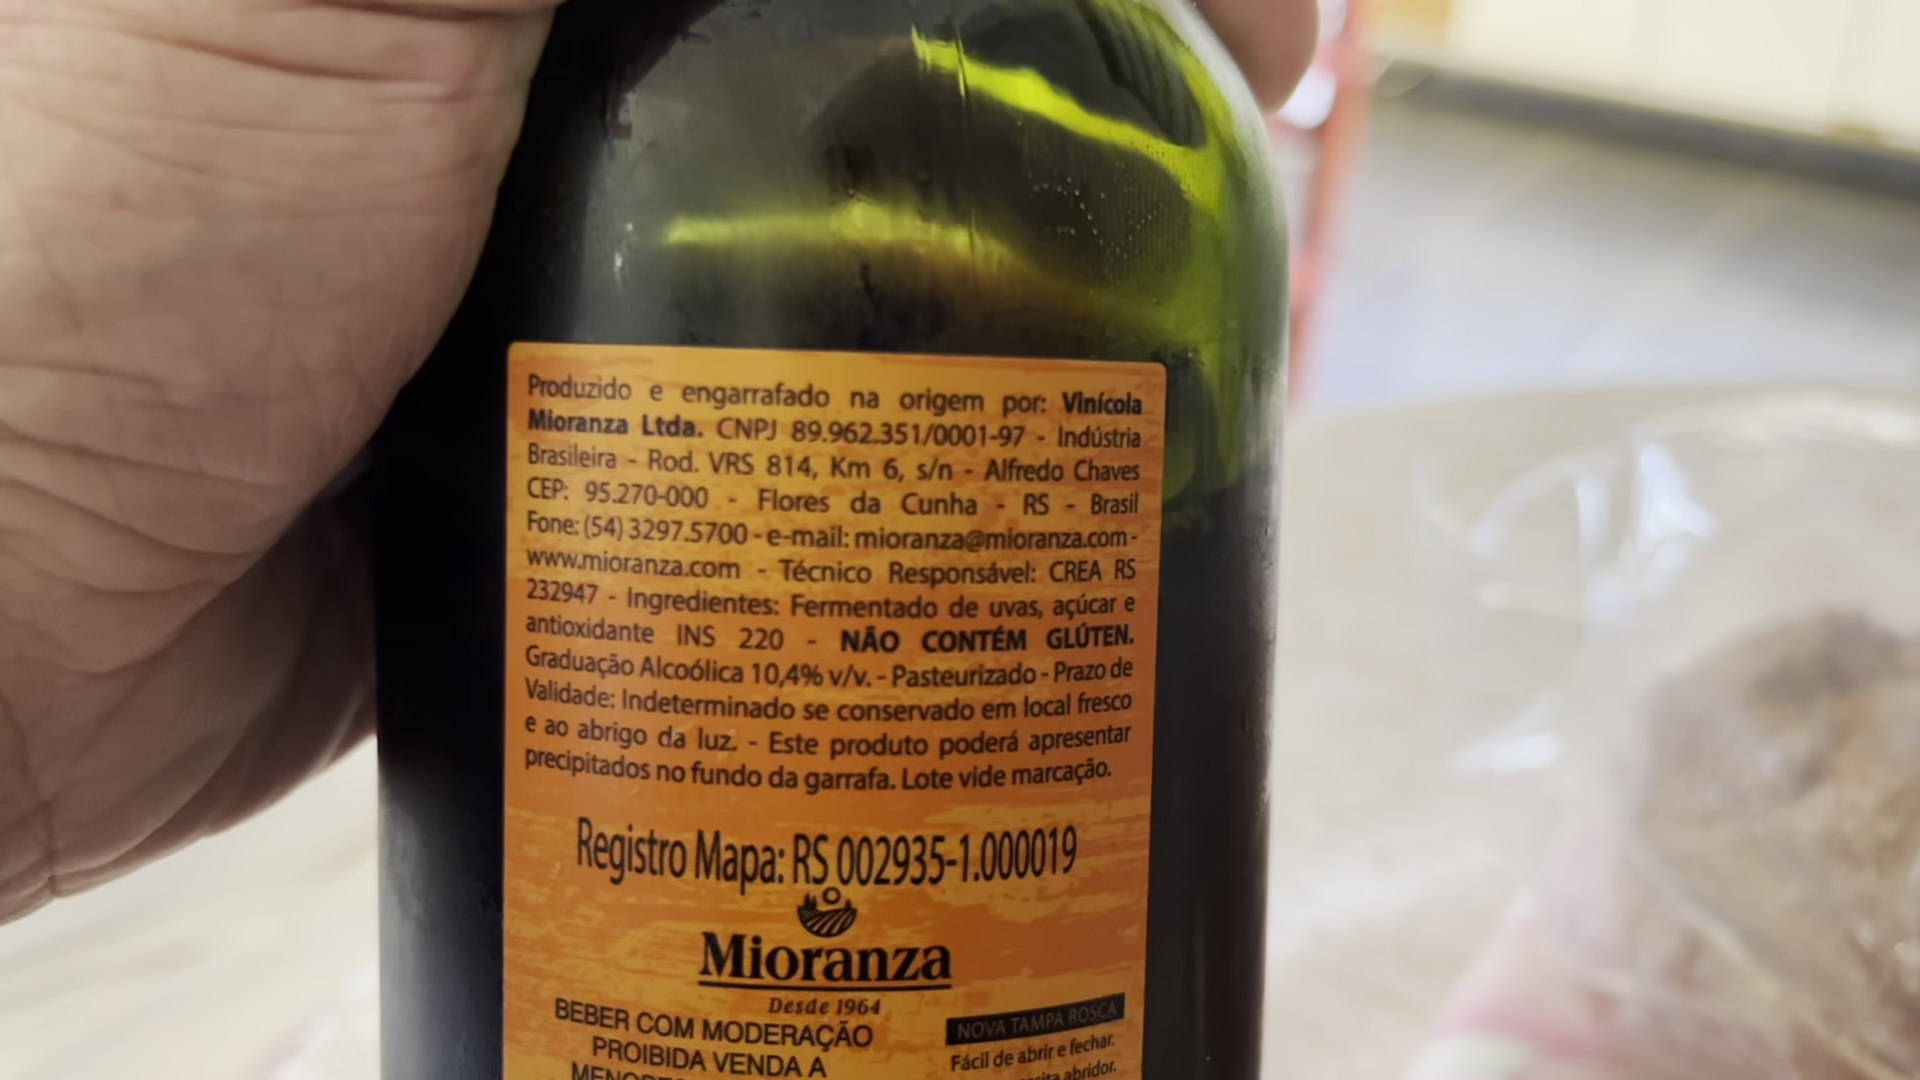 Produzido e engarrafado na origem por: Vinícola
Mioranza Ltda. CNPJ 89.962.351/0001-97 - Indústria
Brasileira - Rod. VRS 814, Km 6, s/n - Alfredo Chaves
CEP: 95.270-000 - Flores da Cunha - RS - Brasil
Fone: (54) 3297.5700 - e-mail: mioranza@mioranza.com -
www.mioranza.com - Técnico Responsável: CREA RS
232947 - Ingredientes: Fermentado de uvas, açúcar e
antioxidante INS 220 - NÃO CONTÉM GLÚTEN.
Graduação Alcoólica 10,4% v/v. - Pasteurizado - Prazo de
Validade: Indeterminado se conservado em local fresco
e ao abrigo da luz. - Este produto poderá apresentar
precipitados no fundo da garrafa. Lote vide marcação.
Registro Mapa: RS 002935-1.000019
Mioranza
Desde 1964
BEBER COM MODERAÇÃO
PROIBIDA VENDA A
NOVA TAMPA ROSCA
Fácil de abrir e fechar.
abridor.